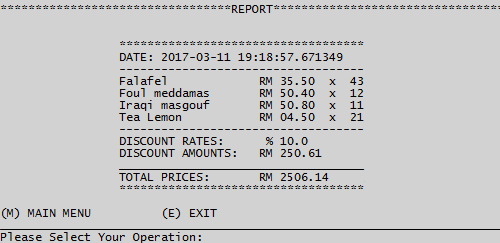 *********************************REPORT*********************************
***********************************
DATE: 2017-03-11 19:18:57.671349
-----------------------------------
Falafel RM 35.50 x 43
Foul meddamas RM 50.40 x 12
Iraqi masgouf RM 50.80 x 11
Tea Lemon RM 04.50 x 21
-----------------------------------
DISCOUNT RATES: % 10.0
DISCOUNT AMOUNTS: RM 250.61
___________________________________
TOTAL PRICES: RM 2506.14
***********************************
(M) MAIN MENU (E) EXIT
________________________________________________________________________
Please Select Your Operation: